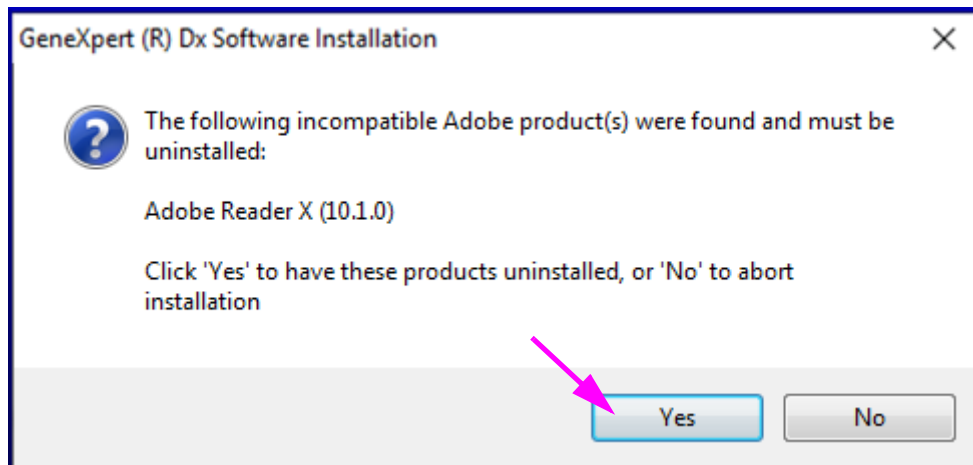 GeneXpert (R) Dx Software Installation
The following incompatible Adobe product(s) were found and must be
uninstalled:
Adobe Reader X (10.1.0)
Click 'Yes' to have these products uninstalled, or 'No' to abort
installation
Yes
No